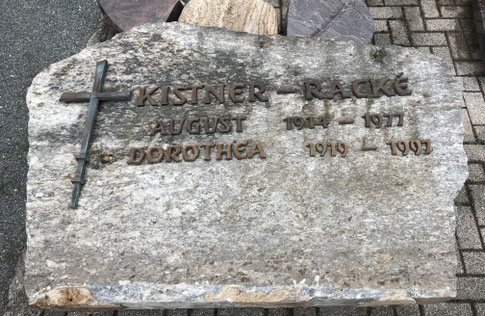 KISTNER – RACKÉ
AUGUST 1914 – 1977
DOROTHEA 1919 – 1997